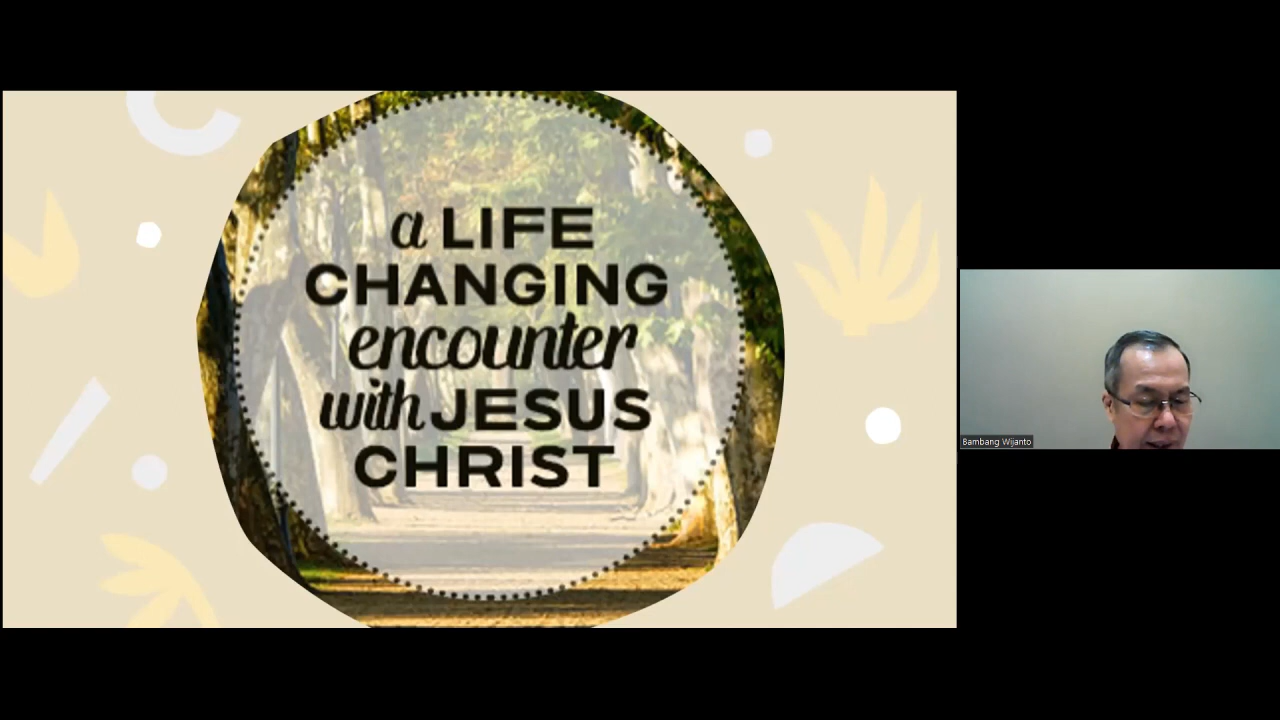 a LIFE
CHANGING
encounter
with JESUS
CHRIST
Bambang Wijanto